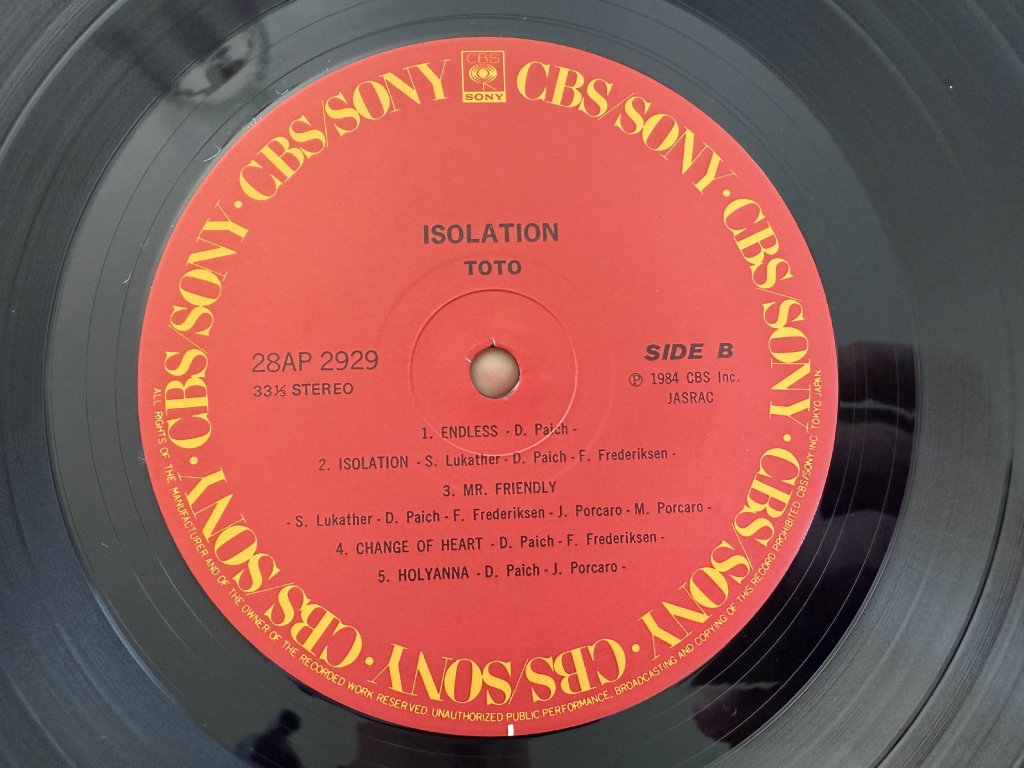 CBS
SONY
CBS/SONY · CBS/SONY · CBS/SONY · CBS/SONY · CBS/SONY · CBS/SONY · CBS/SONY · CBS/SONY
ISOLATION
TOTO
28AP 2929
33⅓ STEREO
SIDE B
Ⓟ 1984 CBS Inc.
JASRAC
1. ENDLESS - D. Paich -
2. ISOLATION - S. Lukather - D. Paich - F. Frederiksen -
3. MR. FRIENDLY
- S. Lukather - D. Paich - F. Frederiksen - J. Porcaro - M. Porcaro -
4. CHANGE OF HEART - D. Paich - F. Frederiksen -
5. HOLYANNA - D. Paich - J. Porcaro -
ALL RIGHTS OF THE MANUFACTURER AND OF THE OWNER OF THE RECORDED WORK RESERVED. UNAUTHORIZED PUBLIC PERFORMANCE, BROADCASTING AND COPYING OF THIS RECORD PROHIBITED. CBS/SONY INC. TOKYO JAPAN.